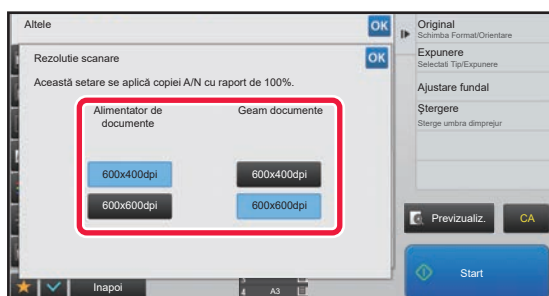 Altele
OK
Rezolutie scanare
OK
Această setare se aplică copiei A/N cu raport de 100%.
Alimentator de
documente
Geam documente
600x400dpi
600x400dpi
600x600dpi
600x600dpi
Inapoi
4 A3
Original
Schimba Format/Orientare
Expunere
Selectati Tip/Expunere
Ajustare fundal
Ştergere
Sterge umbra dimprejur
Previzualiz.
CA
Start